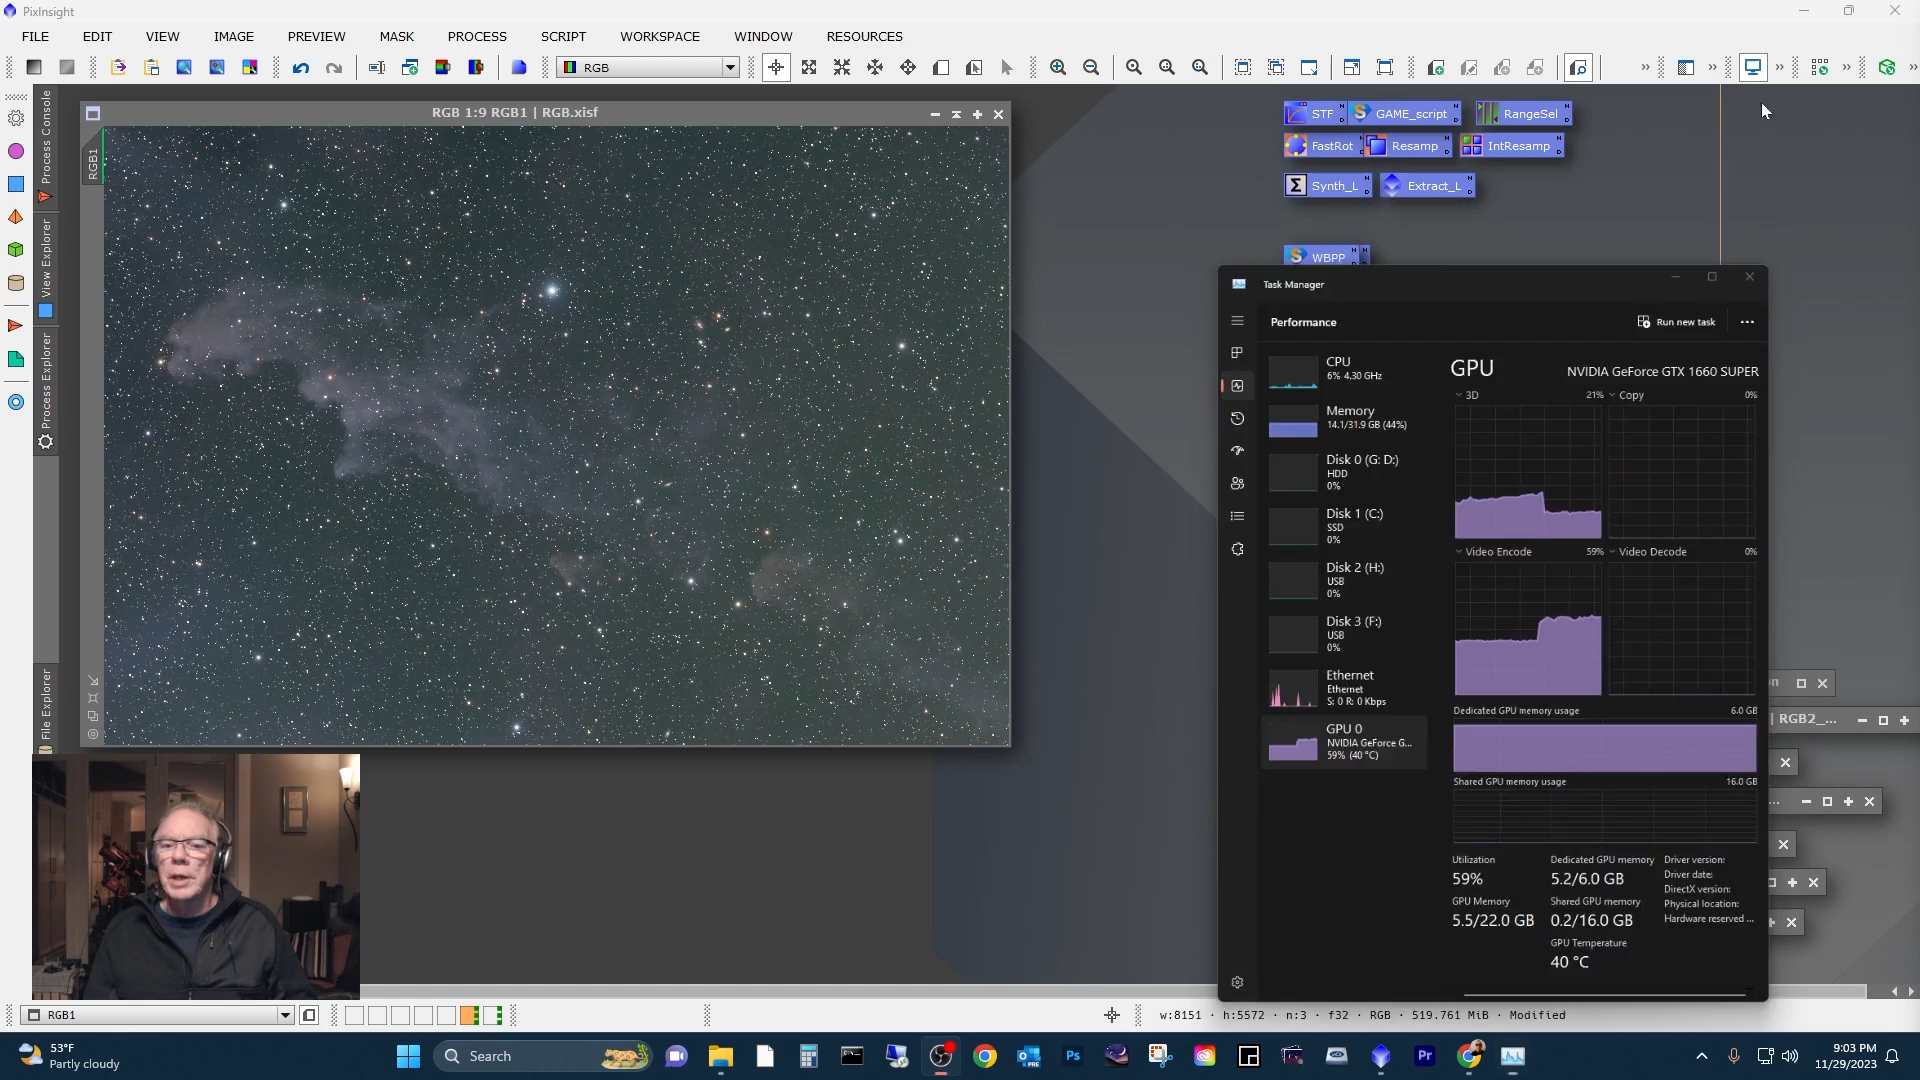 PixInsight
FILE EDIT VIEW IMAGE PREVIEW MASK PROCESS SCRIPT WORKSPACE WINDOW RESOURCES
RGB
Process Console
View Explorer
Process Explorer
File Explorer
RGB 1:9 RGB1 | RGB.xisf
RGB1
STF
GAME_script
RangeSel
FastRot
Resamp
IntResamp
Synth_L
Extract_L
WBPP
Task Manager
Performance
Run new task
CPU
6% 4.30 GHz
Memory
14.1/31.9 GB (44%)
Disk 0 (G: D:)
HDD
0%
Disk 1 (C:)
SSD
0%
Disk 2 (H:)
USB
0%
Disk 3 (F:)
USB
0%
Ethernet
Ethernet
S: 0 R: 0 Kbps
GPU 0
NVIDIA GeForce G...
59% (40 °C)
GPU
NVIDIA GeForce GTX 1660 SUPER
3D 21%
Copy 0%
Video Encode 59%
Video Decode 0%
Dedicated GPU memory usage 6.0 GB
Shared GPU memory usage 16.0 GB
Utilization
59%
Dedicated GPU memory
5.2/6.0 GB
GPU Memory
5.5/22.0 GB
Shared GPU memory
0.2/16.0 GB
GPU Temperature
40 °C
Driver version:
Driver date:
DirectX version:
Physical location:
Hardware reserved ...
| RGB2_...
RGB1
w:8151 · h:5572 · n:3 · f32 · RGB · 519.761 MiB · Modified
53°F
Partly cloudy
Search
PRE
Ps
Pr
9:03 PM
11/29/2023